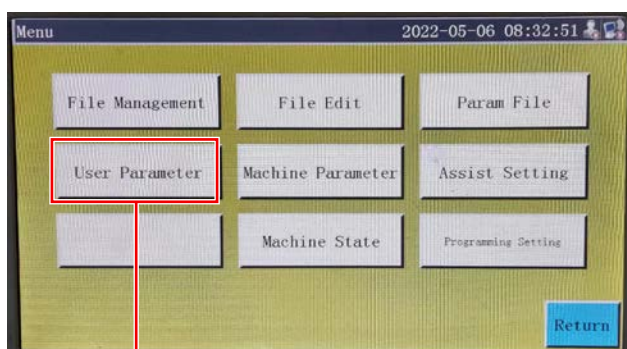 Menu 2022-05-06 08:32:51
File Management File Edit Param File
User Parameter Machine Parameter Assist Setting
Machine State Programming Setting
Return